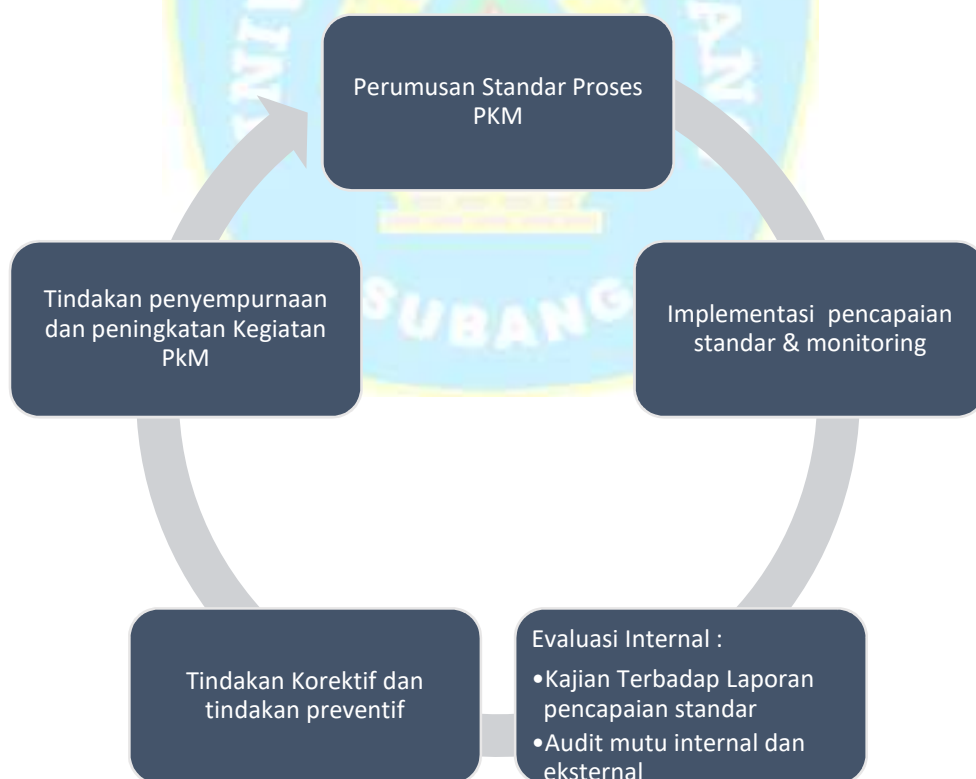 Perumusan Standar Proses
PKM
Implementasi pencapaian
standar & monitoring
Evaluasi Internal :
•Kajian Terbadap Laporan
pencapaian standar
•Audit mutu internal dan
eksternal
Tindakan Korektif dan
tindakan preventif
Tindakan penyempurnaan
dan peningkatan Kegiatan
PkM
SUBANG